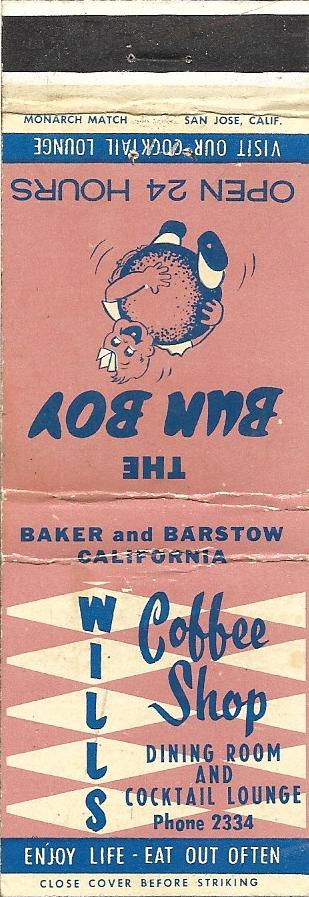 MONARCH MATCH SAN JOSE, CALIF.
VISIT OUR COCKTAIL LOUNGE
OPEN 24 HOURS
BUN BOY
THE
BAKER and BARSTOW
CALIFORNIA
WILLS
Coffee
Shop
DINING ROOM
AND
COCKTAIL LOUNGE
Phone 2334
ENJOY LIFE - EAT OUT OFTEN
CLOSE COVER BEFORE STRIKING